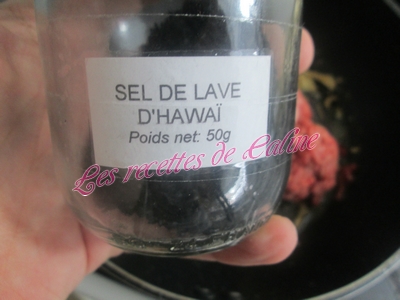 SEL DE LAVE
D'HAWAÏ
Poids net: 50g
Les recettes de Caline